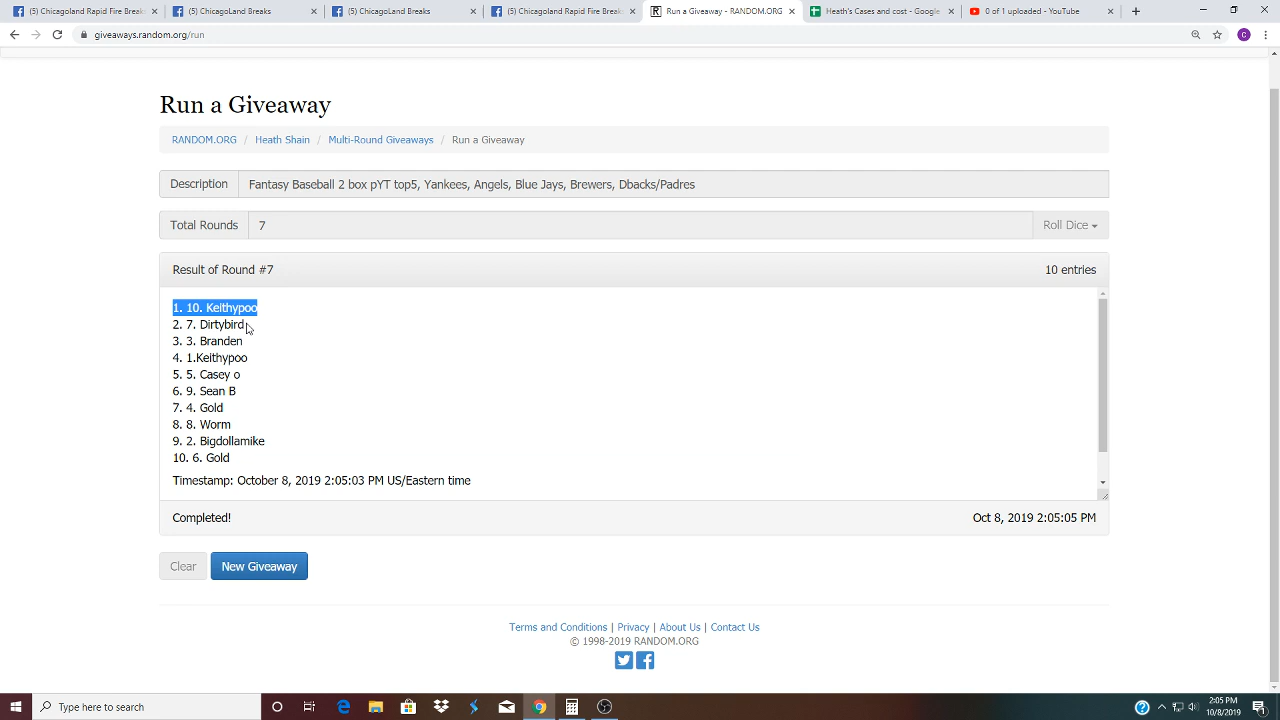 (5) Chicagoland Rapid Fire Breaks
(5) ChicagoLand Breaks
(5) ChicagoLand Breaks
(5) Chicagoland Rapid Fire Breaks
Run a Giveaway - RANDOM.ORG
Heath's Cases and cost - Google
0 of 1 uploaded - YouTube
giveaways.random.org/run
C
Run a Giveaway
RANDOM.ORG / Heath Shain / Multi-Round Giveaways / Run a Giveaway
Description Fantasy Baseball 2 box pYT top5, Yankees, Angels, Blue Jays, Brewers, Dbacks/Padres
Total Rounds 7 Roll Dice
Result of Round #7 10 entries
1. 10. Keithypoo
2. 7. Dirtybird
3. 3. Branden
4. 1.Keithypoo
5. 5. Casey o
6. 9. Sean B
7. 4. Gold
8. 8. Worm
9. 2. Bigdollamike
10. 6. Gold
Timestamp: October 8, 2019 2:05:03 PM US/Eastern time
Completed! Oct 8, 2019 2:05:05 PM
Clear New Giveaway
Terms and Conditions | Privacy | About Us | Contact Us
© 1998-2019 RANDOM.ORG
Type here to search
2:05 PM
10/8/2019